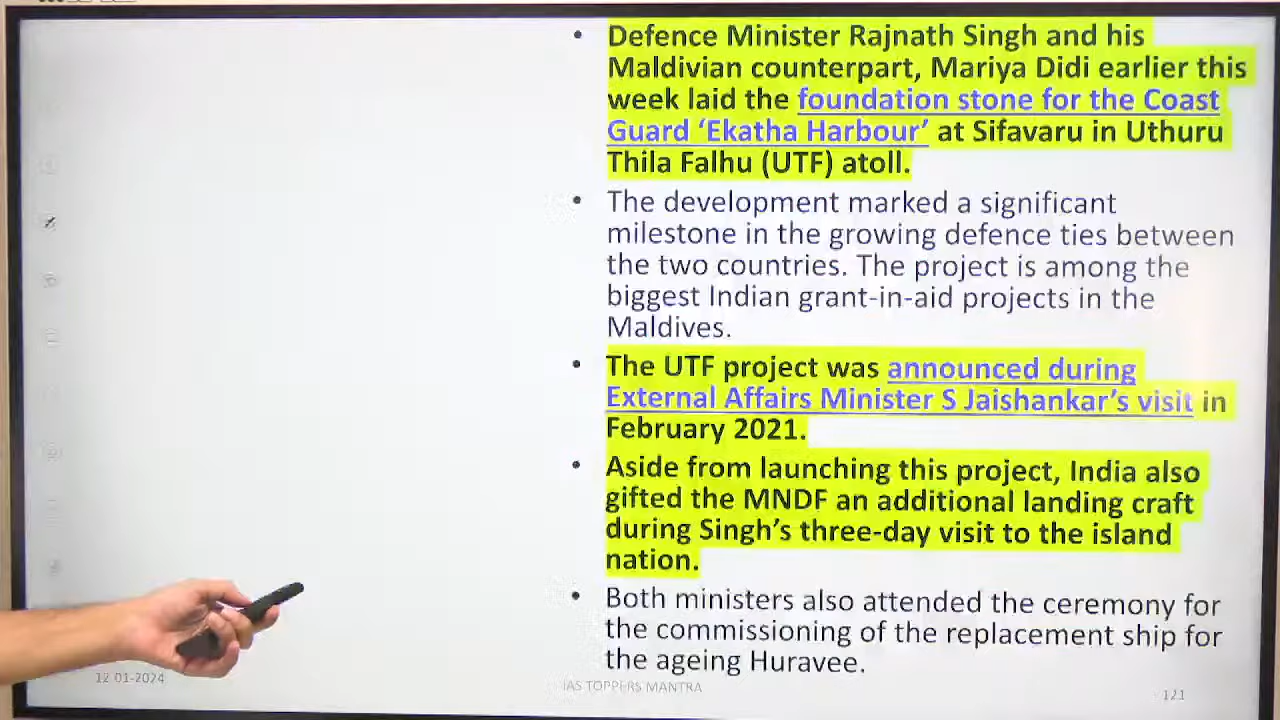 • Defence Minister Rajnath Singh and his
Maldivian counterpart, Mariya Didi earlier this
week laid the foundation stone for the Coast
Guard ‘Ekatha Harbour’ at Sifavaru in Uthuru
Thila Falhu (UTF) atoll.
• The development marked a significant
milestone in the growing defence ties between
the two countries. The project is among the
biggest Indian grant-in-aid projects in the
Maldives.
• The UTF project was announced during
External Affairs Minister S Jaishankar’s visit in
February 2021.
• Aside from launching this project, India also
gifted the MNDF an additional landing craft
during Singh’s three-day visit to the island
nation.
• Both ministers also attended the ceremony for
the commissioning of the replacement ship for
the ageing Huravee.
12-01-2024
IAS TOPPERS MANTRA
121